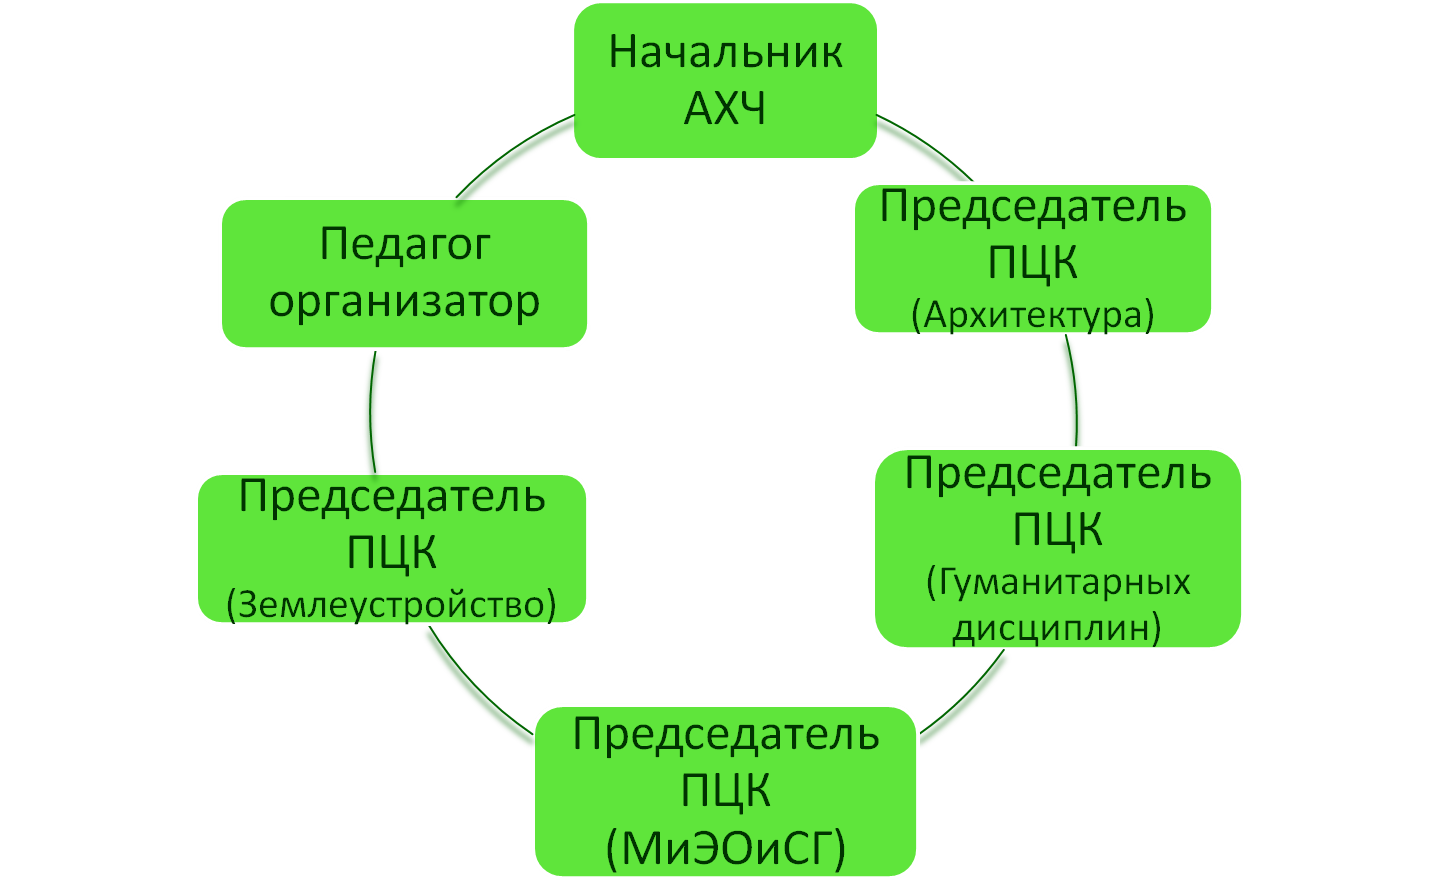 Начальник
АХЧ
Председатель
ПЦК
(Архитектура)
Председатель
ПЦК
(Гуманитарных
дисциплин)
Председатель
ПЦК
(МиЭОиСГ)
Председатель
ПЦК
(Землеустройство)
Педагог
организатор